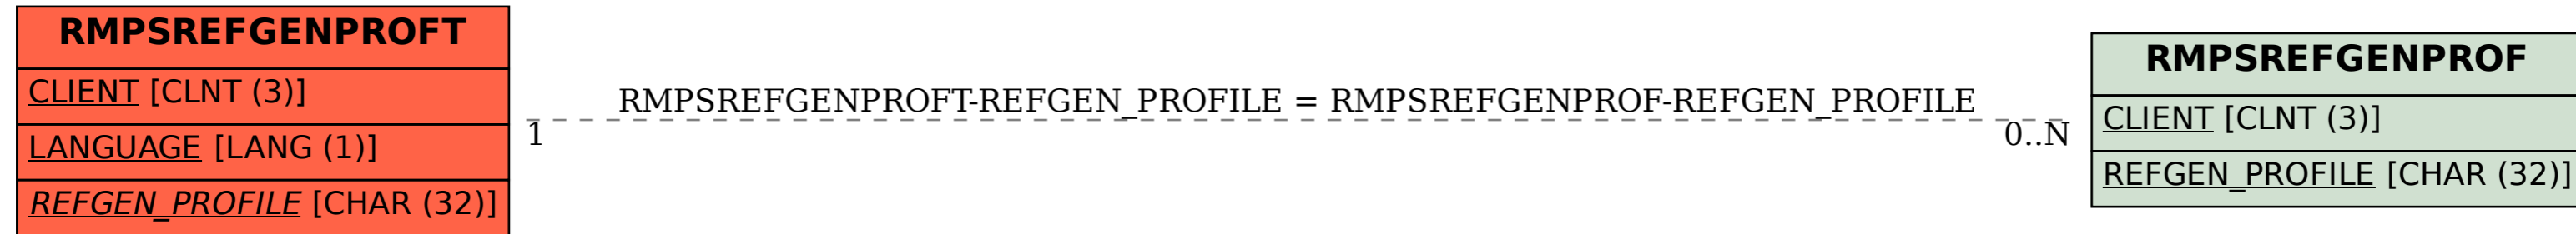 RMPSREFGENPROFT
CLIENT [CLNT (3)]
LANGUAGE [LANG (1)]
REFGEN_PROFILE [CHAR (32)]
RMPSREFGENPROFT-REFGEN_PROFILE = RMPSREFGENPROF-REFGEN_PROFILE
1
0..N
RMPSREFGENPROF
CLIENT [CLNT (3)]
REFGEN_PROFILE [CHAR (32)]